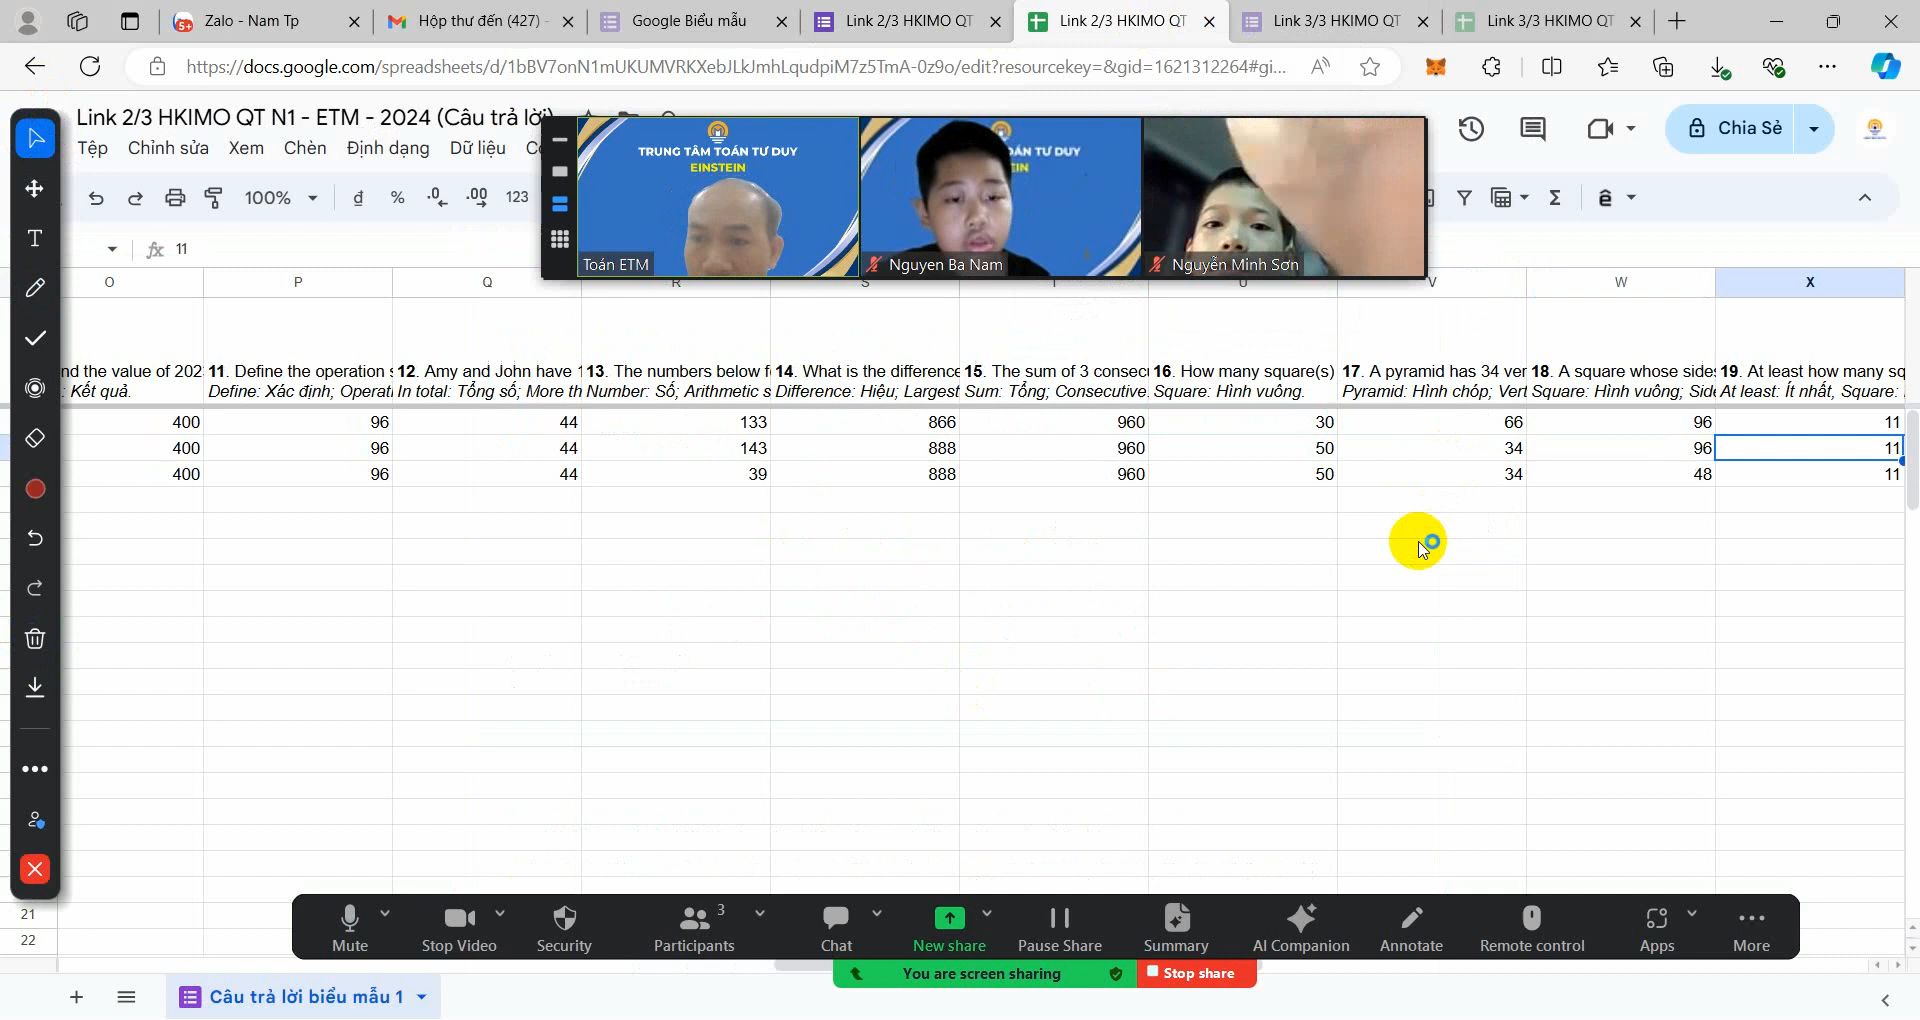 Zalo - Nam Tp
Hộp thư đến (427) -
Google Biểu mẫu
Link 2/3 HKIMO QT
Link 2/3 HKIMO QT
Link 3/3 HKIMO QT
Link 3/3 HKIMO QT
https://docs.google.com/spreadsheets/d/1bBV7onN1mUKUMVRKXebJLkJmhLqudpiM7z5TmA-0z9o/edit?resourcekey=&gid=1621312264#gi...
Link 2/3 HKIMO QT N1 - ETM - 2024 (Câu trả lời)
Tệp Chỉnh sửa Xem Chèn Định dạng Dữ liệu
Chia Sẻ
100% đ % .0 .00 123
Σ
TRUNG TÂM TOÁN TƯ DUY
EINSTEIN
Toán ETM
Nguyen Ba Nam
Nguyễn Minh Sơn
fx 11
O P Q R S T U V W X
nd the value of 202 11. Define the operation 12. Amy and John have 13. The numbers below 14. What is the difference 15. The sum of 3 consec 16. How many square(s) 17. A pyramid has 34 ver 18. A square whose side 19. At least how many sq
: Kết quả. Define: Xác định; Operati In total: Tổng số; More th Number: Số; Arithmetic s Difference: Hiệu; Largest Sum: Tổng; Consecutive Square: Hình vuông. Pyramid: Hình chóp; Vert Square: Hình vuông; Side At least: Ít nhất, Square:
400 96 44 133 866 960 30 66 96 11
400 96 44 143 888 960 50 34 96 11
400 96 44 39 888 960 50 34 48 11
21
22
Mute Stop Video Security Participants 3 Chat New share Pause Share Summary AI Companion Annotate Remote control Apps More
You are screen sharing Stop share
Câu trả lời biểu mẫu 1